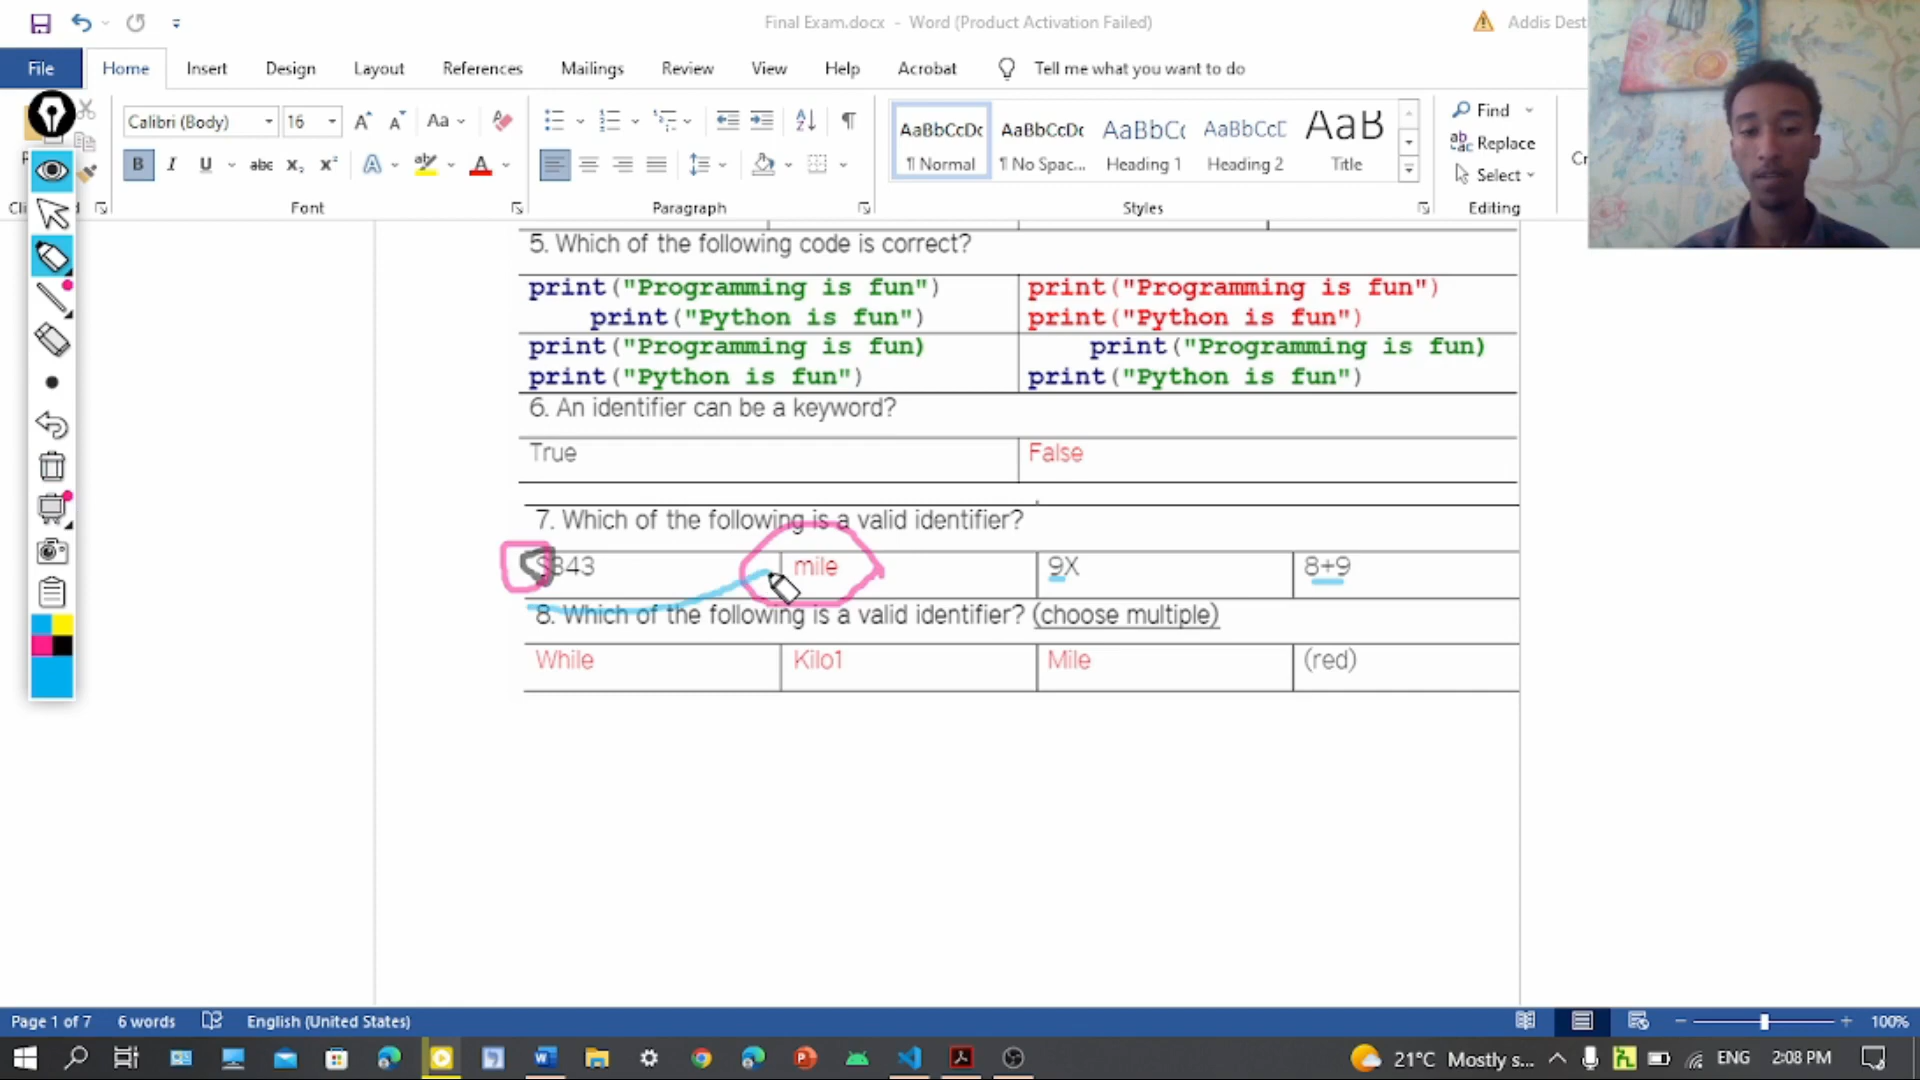 Final Exam.docx - Word (Product Activation Failed)
Addis Dest
File
Home
Insert
Design
Layout
References
Mailings
Review
View
Help
Acrobat
Tell me what you want to do
Calibri (Body)
16
Aa
B I U abc x₂ x²
A
A
¶
AaBbCcDc
¶ Normal
AaBbCcDc
¶ No Spac...
AaBbC(
Heading 1
AaBbCcC
Heading 2
AaB
Title
Find
Replace
Select
Font
Paragraph
Styles
Editing
5. Which of the following code is correct?
print("Programming is fun")
print("Python is fun")
print("Programming is fun")
print("Python is fun")
print("Programming is fun)
print("Python is fun")
print("Programming is fun)
print("Python is fun")
6. An identifier can be a keyword?
True
False
7. Which of the following is a valid identifier?
343
mile
9X
8+9
8. Which of the following is a valid identifier? (choose multiple)
While
Kilo1
Mile
(red)
Page 1 of 7
6 words
English (United States)
100%
21°C Mostly s...
ENG
2:08 PM